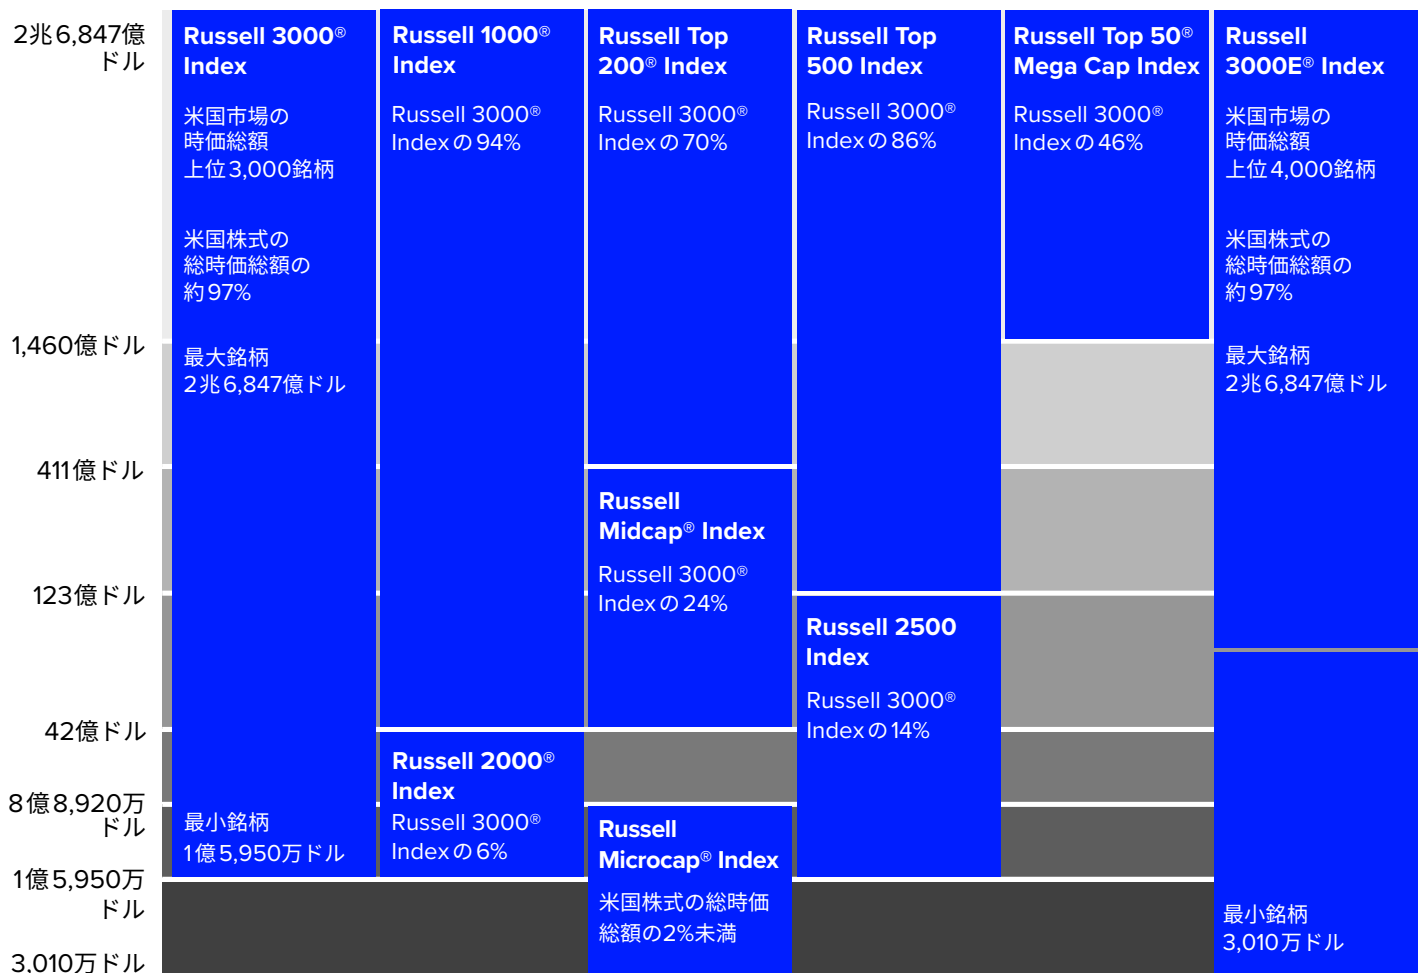 2兆6,847億
ドル
1,460億ドル
411億ドル
123億ドル
42億ドル
8億8,920万
ドル
1億5,950万
ドル
3,010万ドル
Russell 3000®
Index
米国市場の
時価総額
上位3,000銘柄
米国株式の
総時価総額の
約97%
最大銘柄
2兆6,847億ドル
最小銘柄
1億5,950万ドル
Russell 1000®
Index
Russell 3000®
Indexの94%
Russell 2000®
Index
Russell 3000®
Indexの6%
Russell Top
200® Index
Russell 3000®
Indexの70%
Russell
Midcap® Index
Russell 3000®
Indexの24%
Russell
Microcap® Index
米国株式の総時価
総額の2%未満
Russell Top
500 Index
Russell 3000®
Indexの86%
Russell 2500
Index
Russell 3000®
Indexの14%
Russell Top 50®
Mega Cap Index
Russell 3000®
Indexの46%
Russell
3000E® Index
米国市場の
時価総額
上位4,000銘柄
米国株式の
総時価総額の
約97%
最大銘柄
2兆6,847億ドル
最小銘柄
3,010万ドル